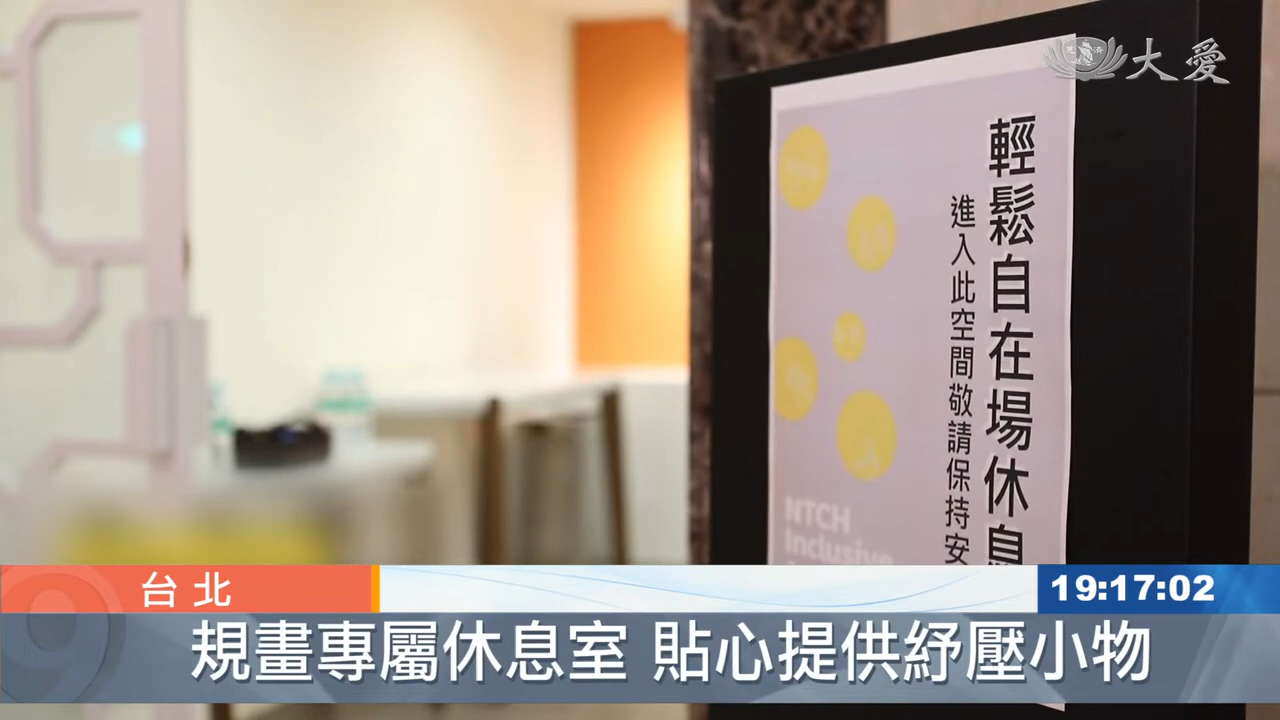 大愛
輕鬆自在場休息
進入此空間敬請保持安
NTCH
Inclusive
台北
19:17:02
規畫專屬休息室 貼心提供紓壓小物